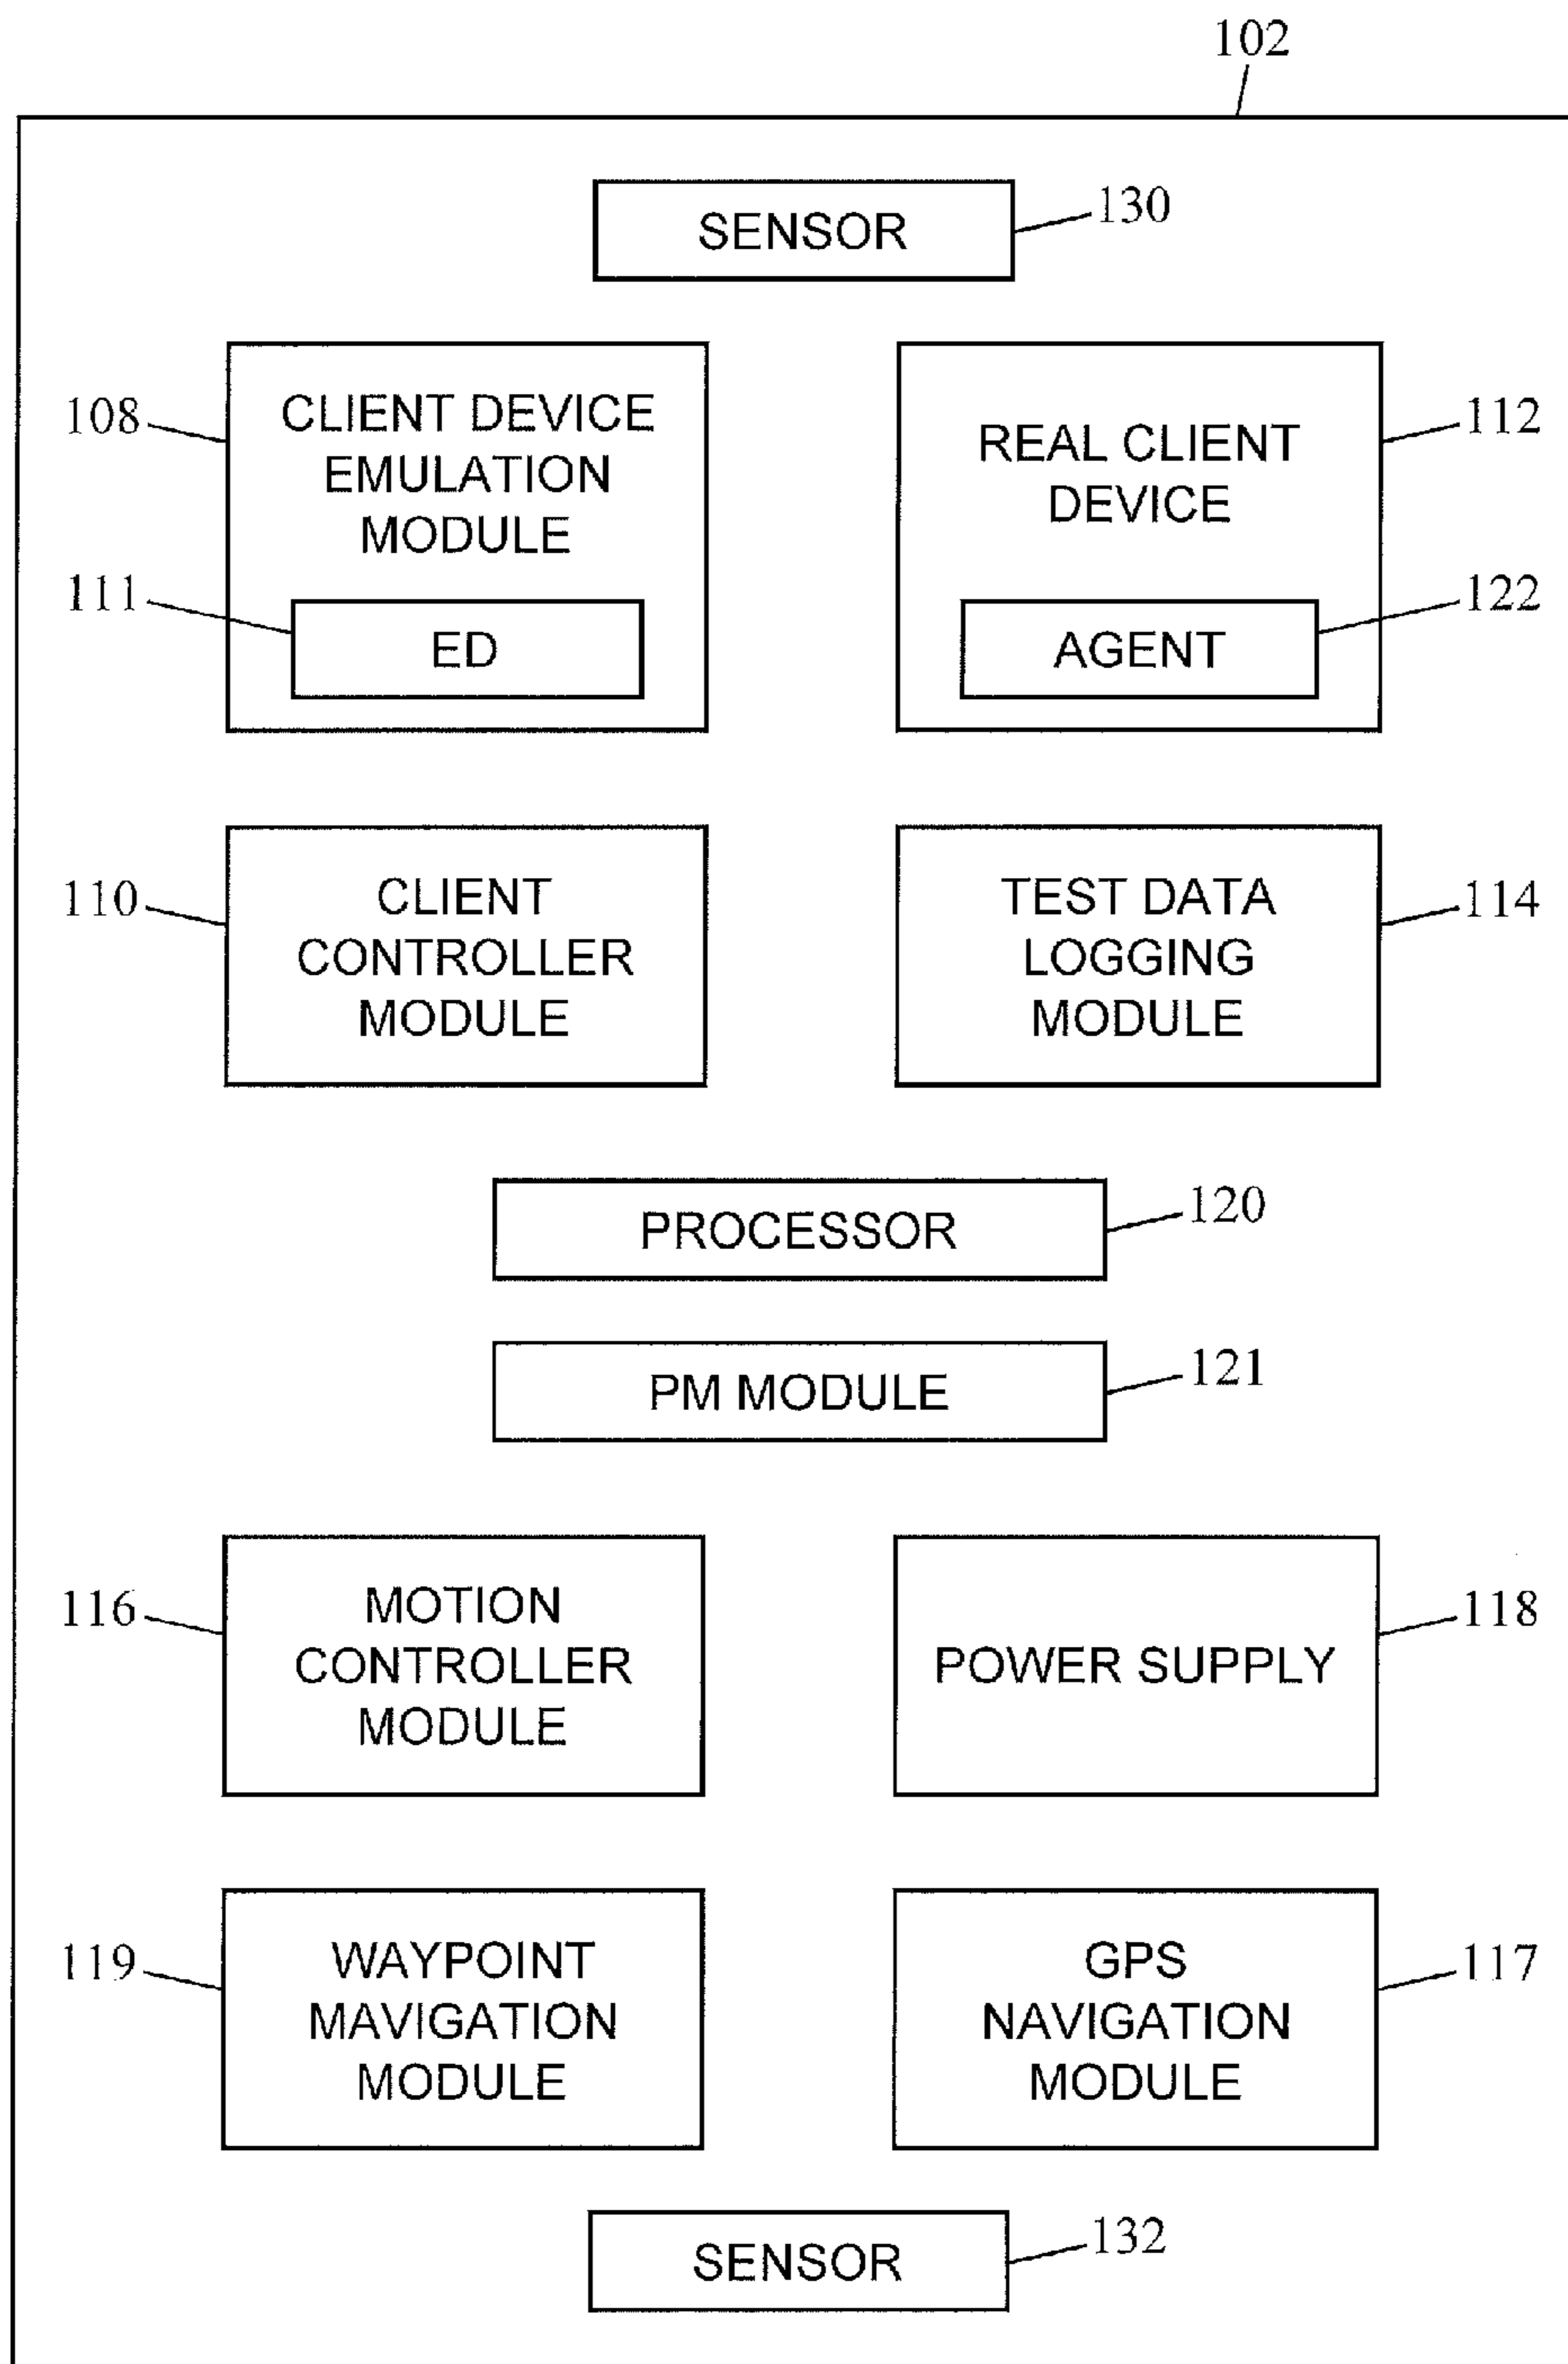 102
SENSOR
130
108
CLIENT DEVICE
EMULATION
MODULE
111
ED
REAL CLIENT
DEVICE
112
AGENT
122
110
CLIENT
CONTROLLER
MODULE
TEST DATA
LOGGING
MODULE
114
PROCESSOR
120
PM MODULE
121
116
MOTION
CONTROLLER
MODULE
POWER SUPPLY
118
119
WAYPOINT
MAVIGATION
MODULE
GPS
NAVIGATION
MODULE
117
SENSOR
132